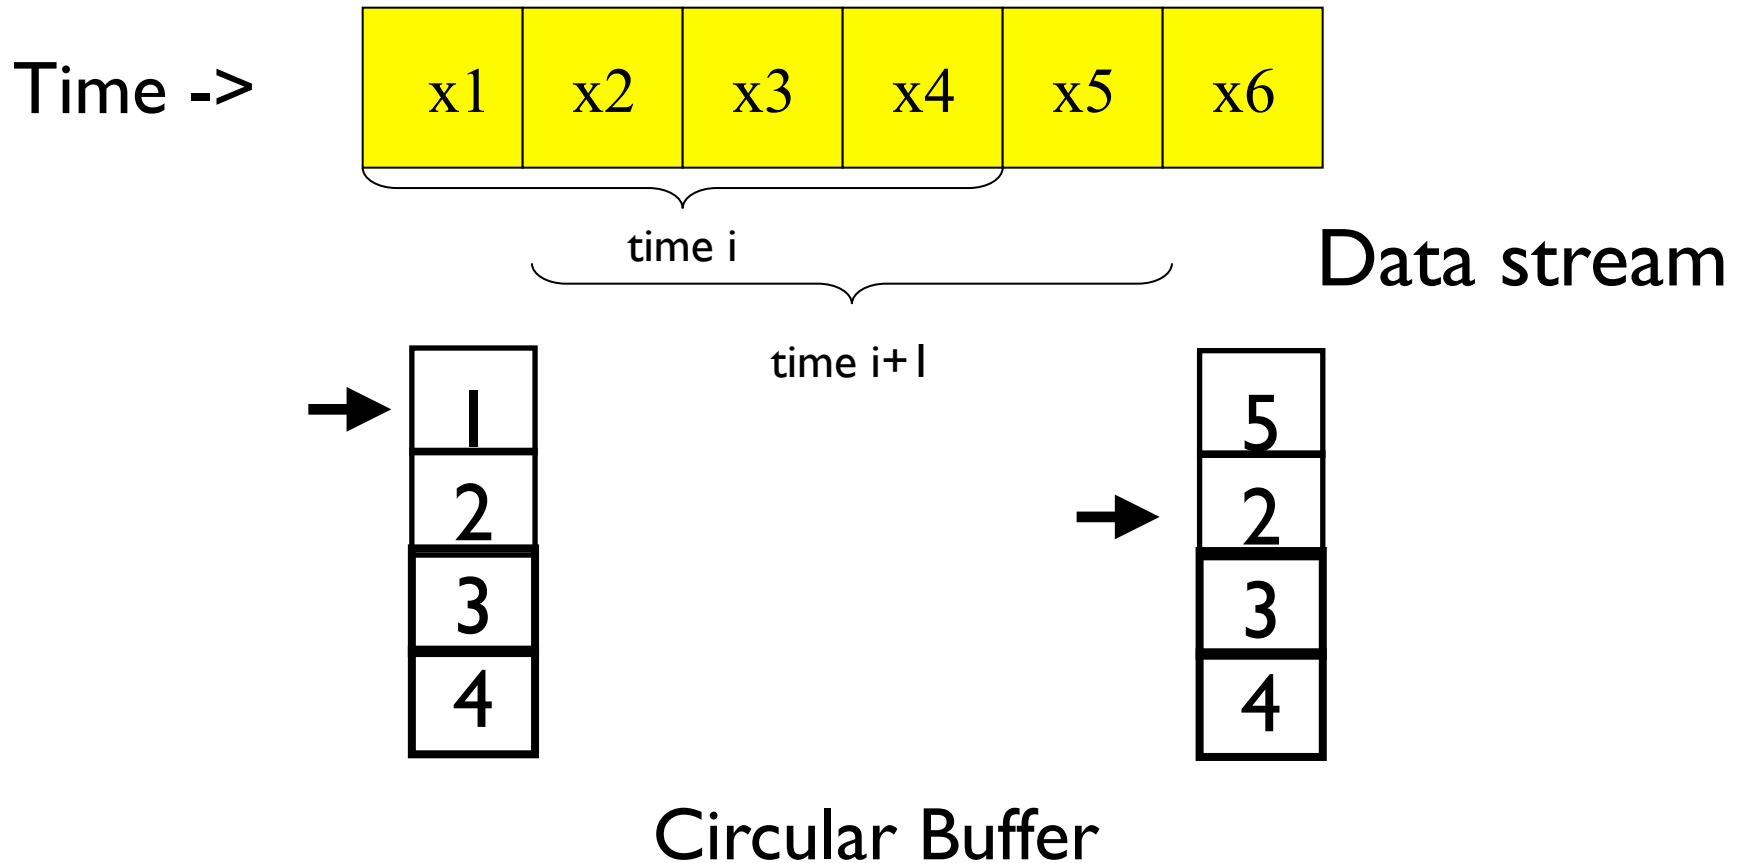 Time -> x1 x2 x3 x4 x5 x6
time i
Data stream
time i+1
1 5
2 2
3 3
4 4
Circular Buffer